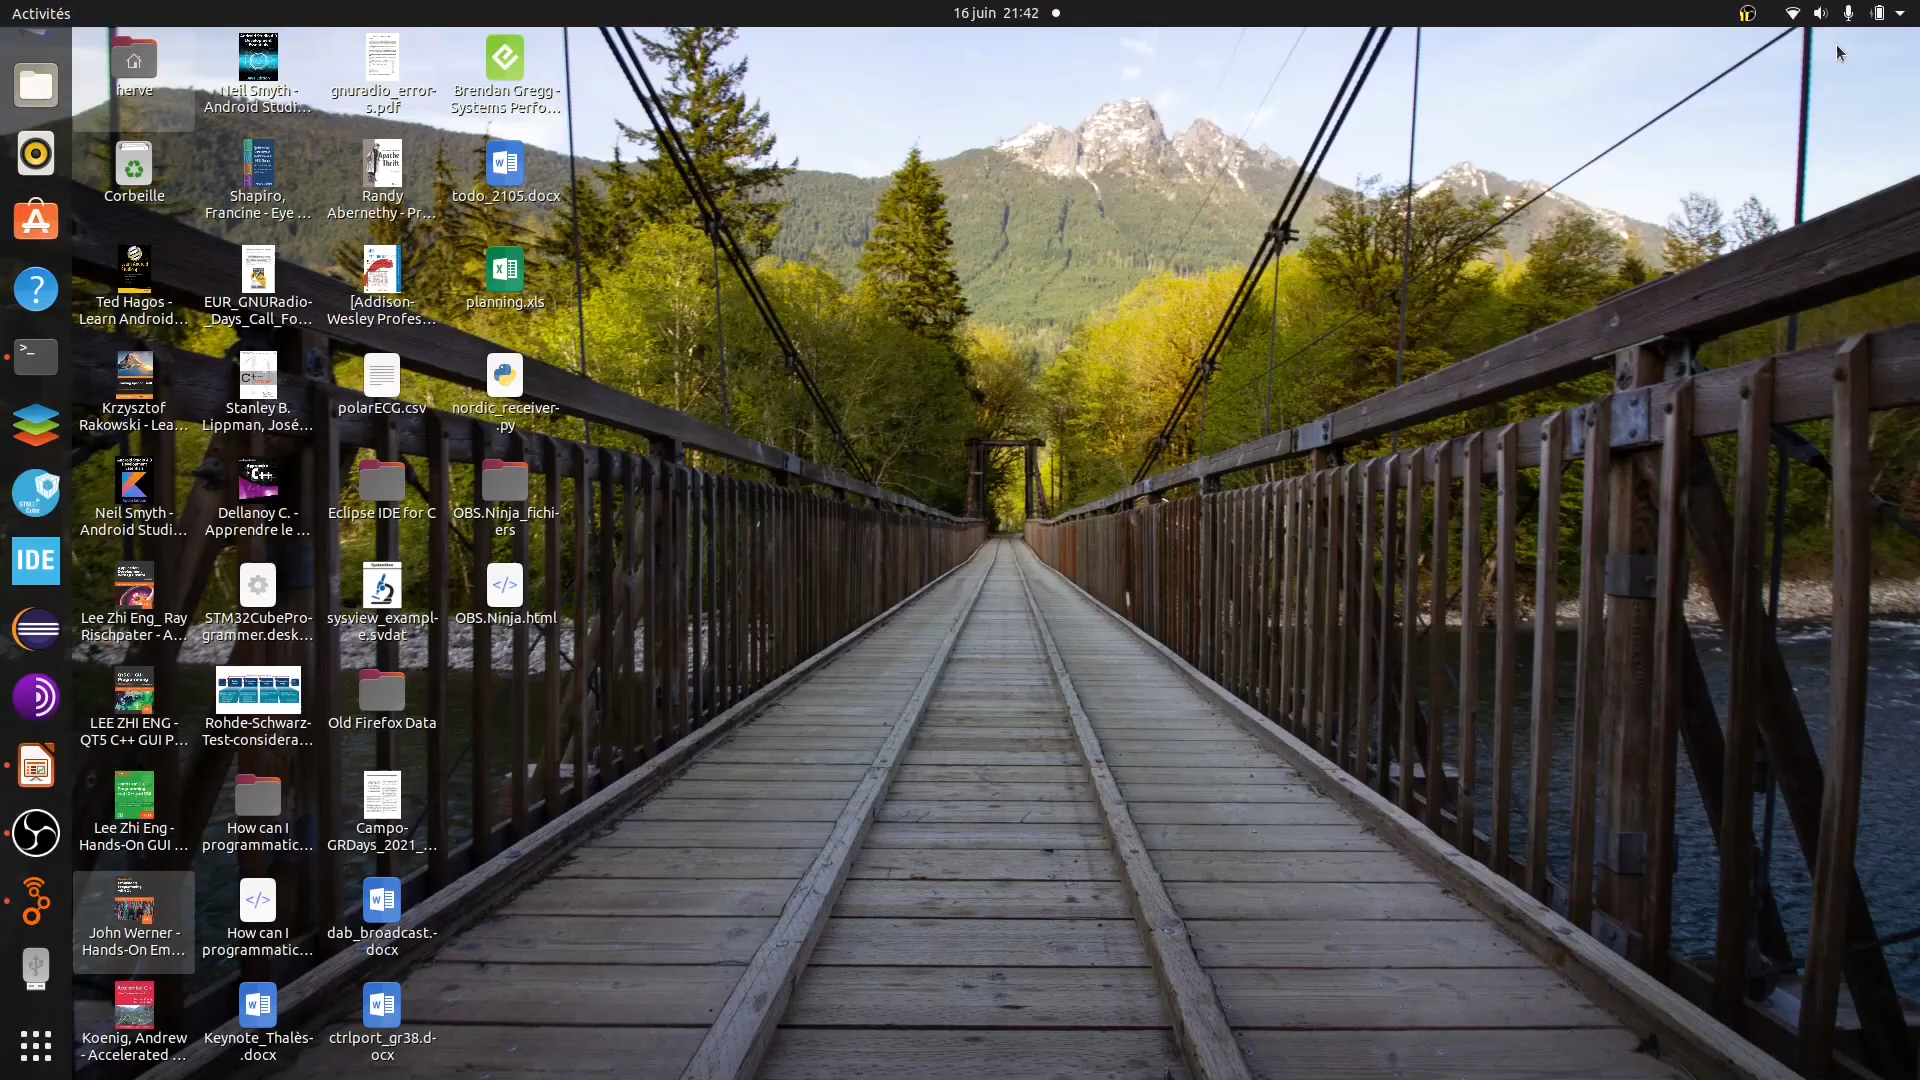 Activités
16 juin 21:42
herve
Neil Smyth -
Android Studi...
gnuradio_error-
s.pdf
Brendan Gregg -
Systems Perfo...
Corbeille
Shapiro,
Francine - Eye ...
Randy
Abernethy - Pr...
todo_2105.docx
Ted Hagos -
Learn Android...
EUR_GNURadio-
_Days_Call_Fo...
[Addison-
Wesley Profes...
planning.xls
Krzysztof
Rakowski - Lea...
Stanley B.
Lippman, José...
polarECG.csv
nordic_receiver-
.py
Neil Smyth -
Android Studi...
Dellanoy C. -
Apprendre le ...
Eclipse IDE for C
OBS.Ninja_fichi-
ers
IDE
Lee Zhi Eng_ Ray
Rischpater - A...
STM32CubePro-
grammer.desk...
sysview_exampl-
e.svdat
OBS.Ninja.html
LEE ZHI ENG -
QT5 C++ GUI P...
Rohde-Schwarz-
Test-considera...
Old Firefox Data
Lee Zhi Eng -
Hands-On GUI ...
How can I
programmatic...
Campo-
GRDays_2021_...
John Werner -
Hands-On Em...
How can I
programmatic...
dab_broadcast.-
docx
Koenig, Andrew
- Accelerated ...
Keynote_Thalès-
.docx
ctrlport_gr38.d-
ocx